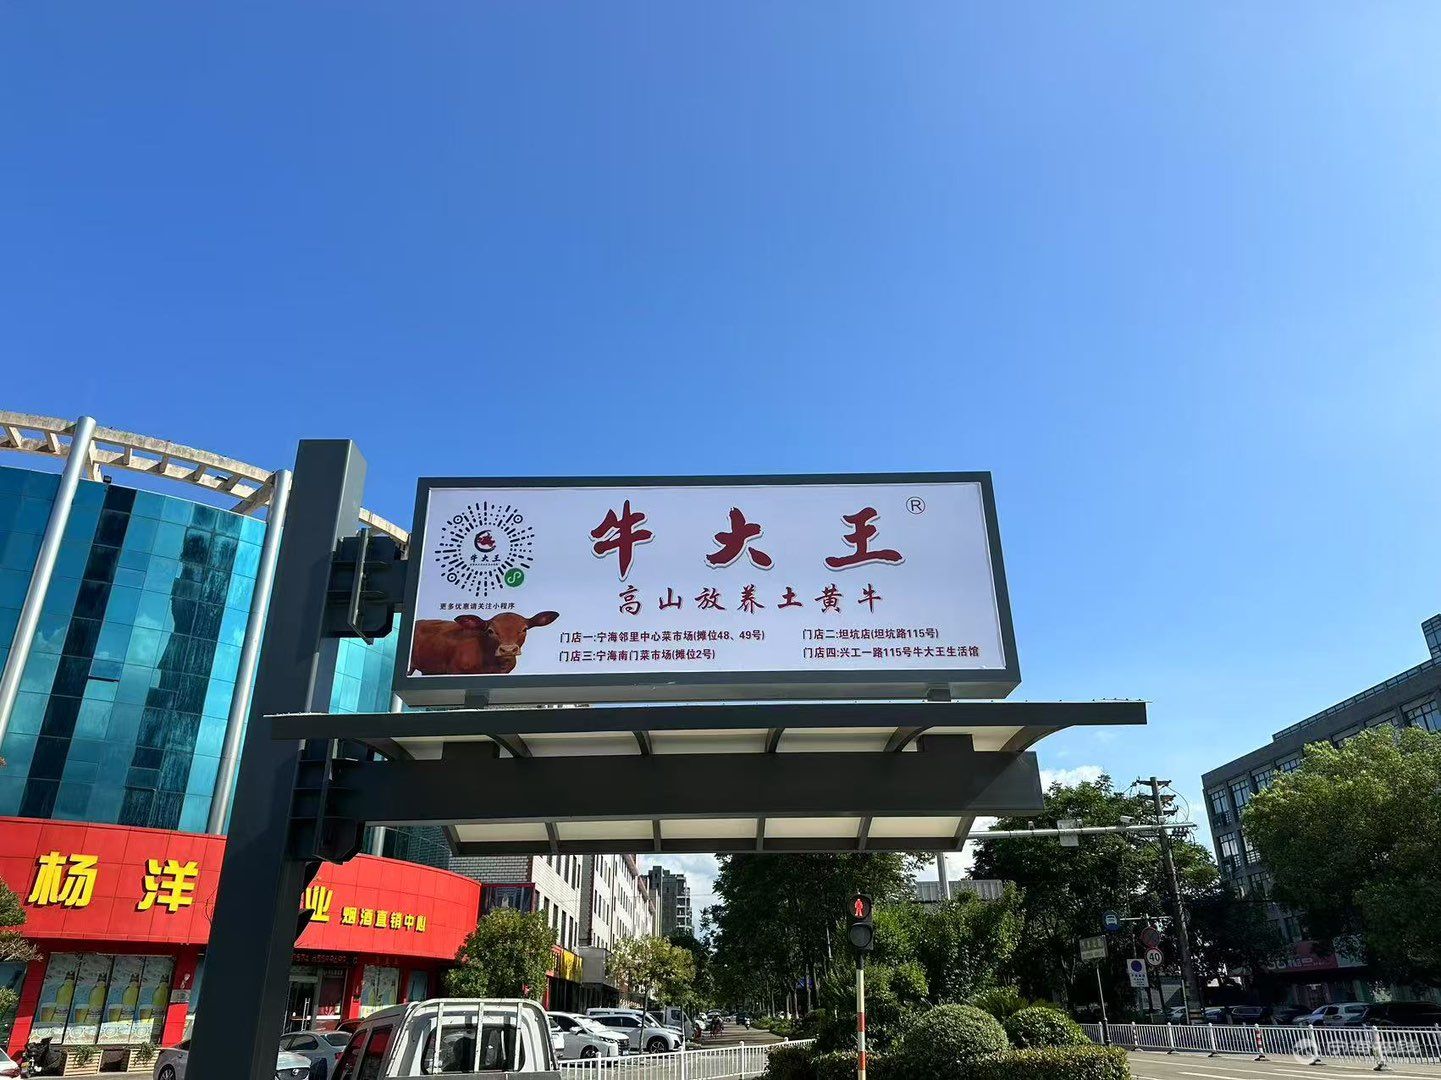 牛大王
®
牛大王
更多优惠请关注小程序
高山放养土黄牛
门店一:宁海邻里中心菜市场(摊位48、49号)
门店二:坦坑店(坦坑路115号)
门店三:宁海南门菜市场(摊位2号)
门店四:兴工一路115号牛大王生活馆
杨洋
业
烟酒直销中心
40